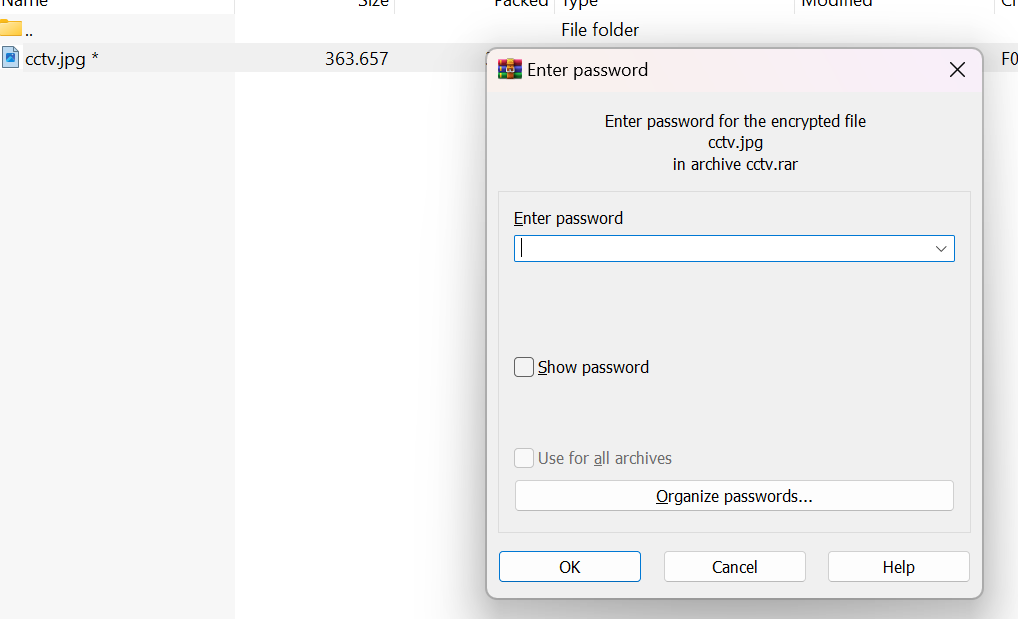 Name Size Packed Type Modified
.. File folder
cctv.jpg * 363.657 F0
Enter password
Enter password for the encrypted file
cctv.jpg
in archive cctv.rar
Enter password
Show password
Use for all archives
Organize passwords...
OK Cancel Help